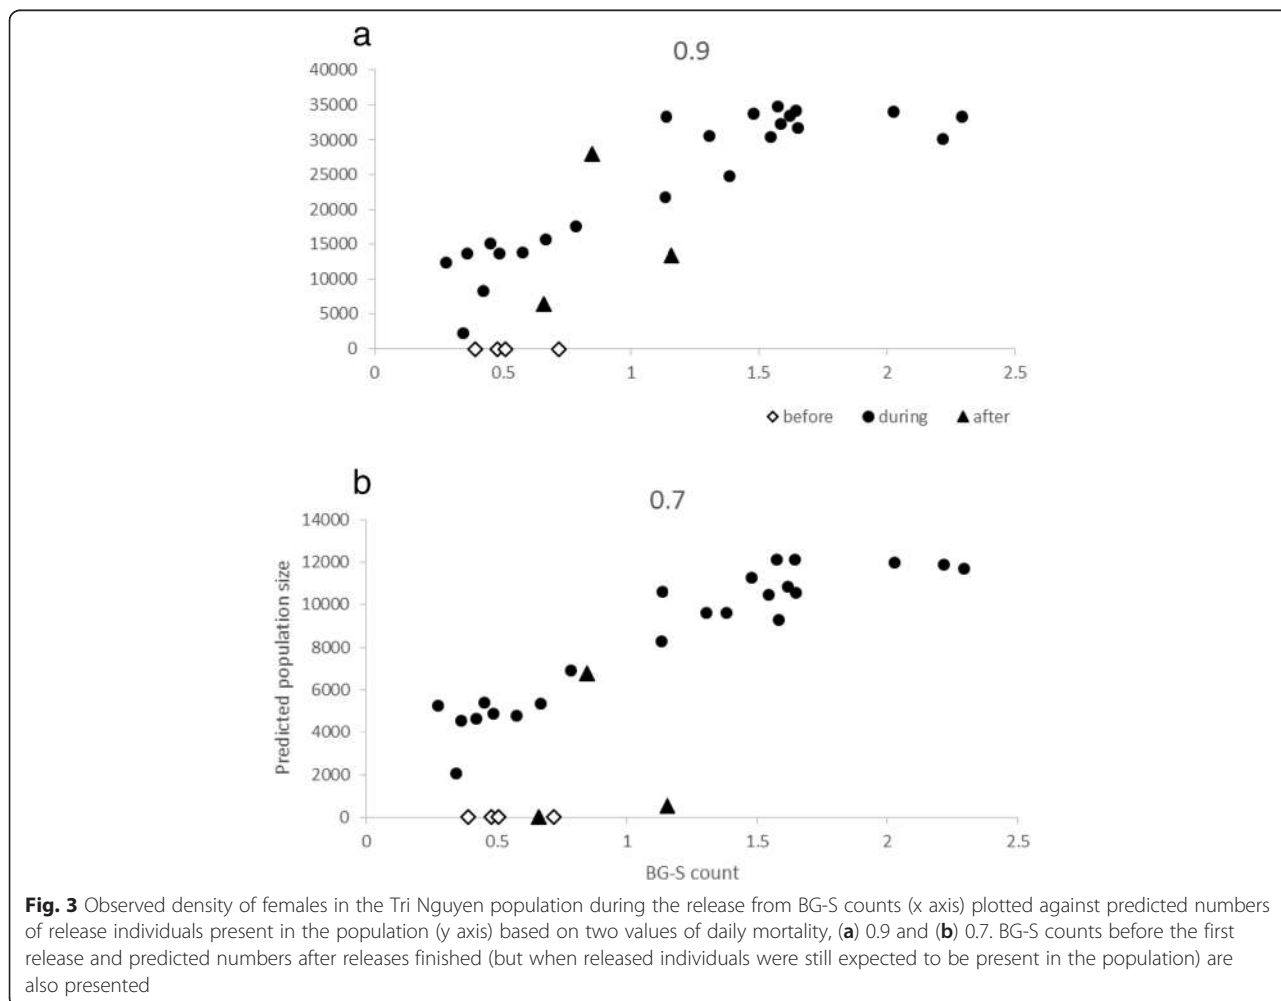 a
0.9
40000
35000
30000
25000
20000
15000
10000
5000
0
0 0.5 1 1.5 2 2.5
before during after
b
0.7
Predicted population size
14000
12000
10000
8000
6000
4000
2000
0
0 0.5 1 1.5 2 2.5
BG-S count
Fig. 3 Observed density of females in the Tri Nguyen population during the release from BG-S counts (x axis) plotted against predicted numbers
of release individuals present in the population (y axis) based on two values of daily mortality, (a) 0.9 and (b) 0.7. BG-S counts before the first
release and predicted numbers after releases finished (but when released individuals were still expected to be present in the population) are
also presented